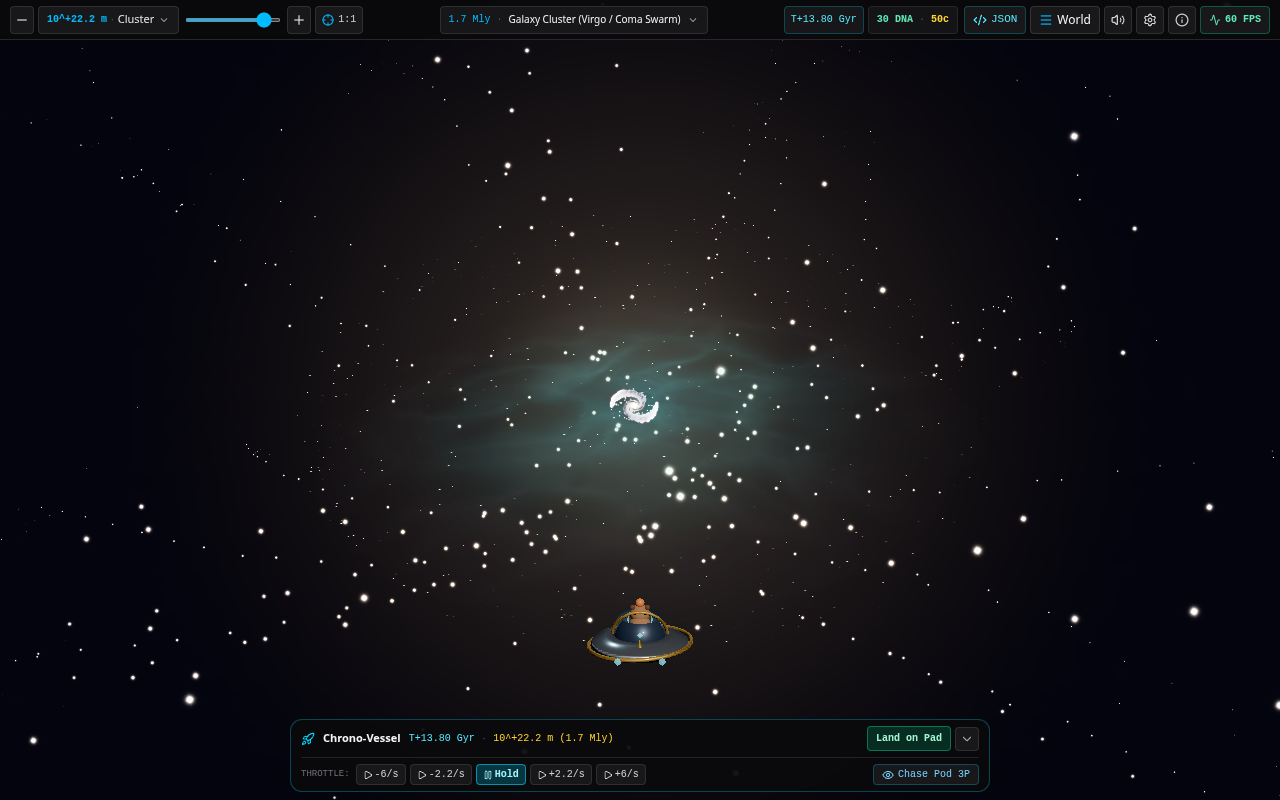 10^+22.2 m · Cluster
1:1
1.7 Mly · Galaxy Cluster (Virgo / Coma Swarm)
T+13.80 Gyr
30 DNA · 50c
JSON
World
60 FPS
Chrono-Vessel T+13.80 Gyr · 10^+22.2 m (1.7 Mly)
Land on Pad
THROTTLE: -6/s -2.2/s Hold +2.2/s +6/s
Chase Pod 3P